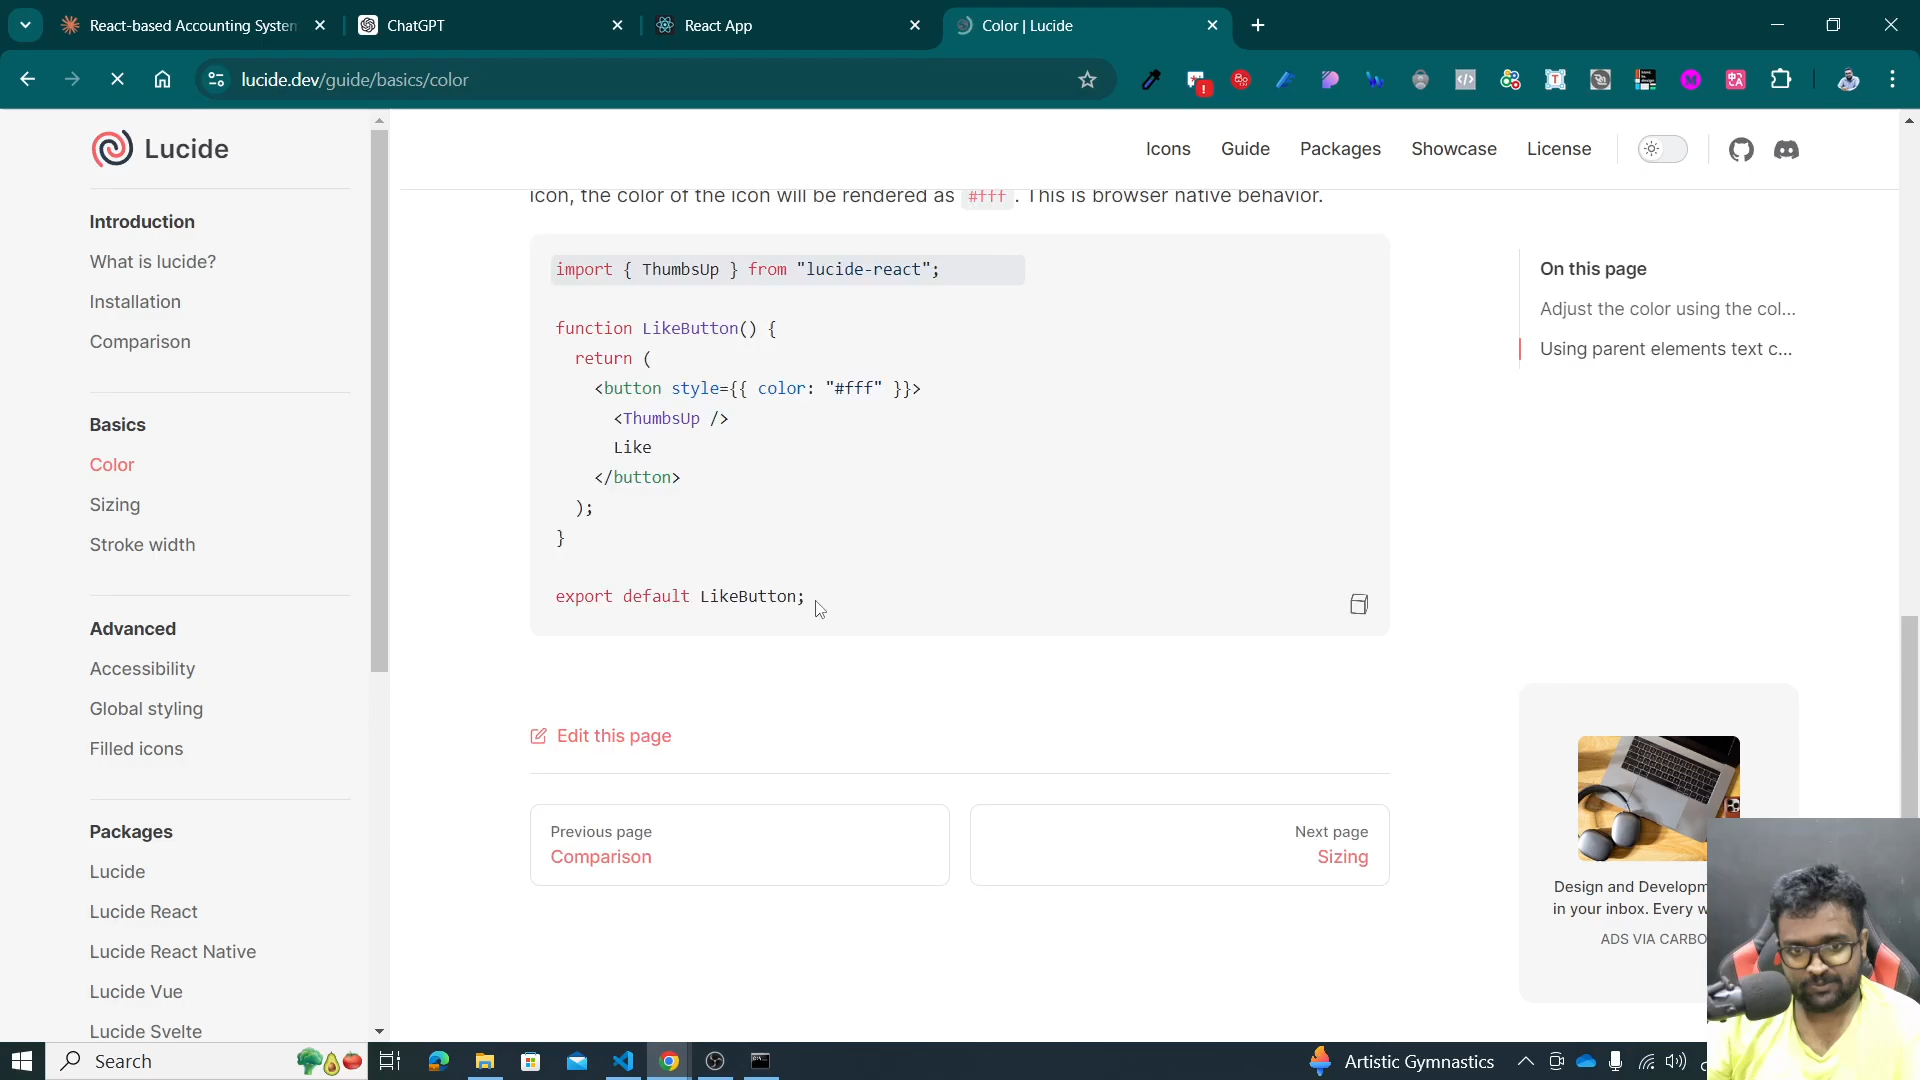 React-based Accounting System
ChatGPT
React App
Color | Lucide
lucide.dev/guide/basics/color
Lucide
Icons
Guide
Packages
Showcase
License
Introduction
What is lucide?
Installation
Comparison
Basics
Color
Sizing
Stroke width
Advanced
Accessibility
Global styling
Filled icons
Packages
Lucide
Lucide React
Lucide React Native
Lucide Vue
Lucide Svelte
icon, the color of the icon will be rendered as #fff. This is browser native behavior.
import { ThumbsUp } from "lucide-react";
function LikeButton() {
return (
<button style={{ color: "#fff" }}>
<ThumbsUp />
Like
</button>
);
}
export default LikeButton;
Edit this page
Previous page
Comparison
Next page
Sizing
On this page
Adjust the color using the col...
Using parent elements text c...
Design and Developm
in your inbox. Every w
ADS VIA CARBO
Search
Artistic Gymnastics